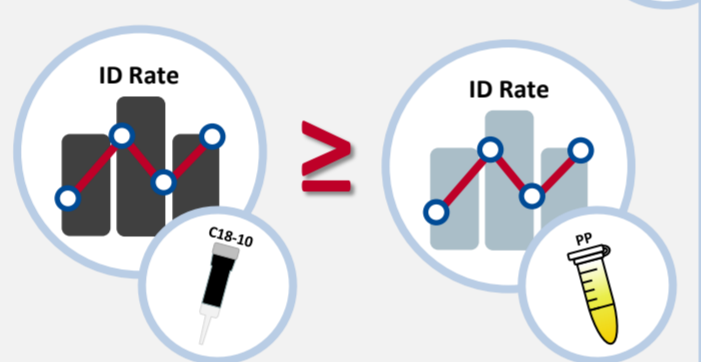 ID Rate
≥
ID Rate
C18-10
PP